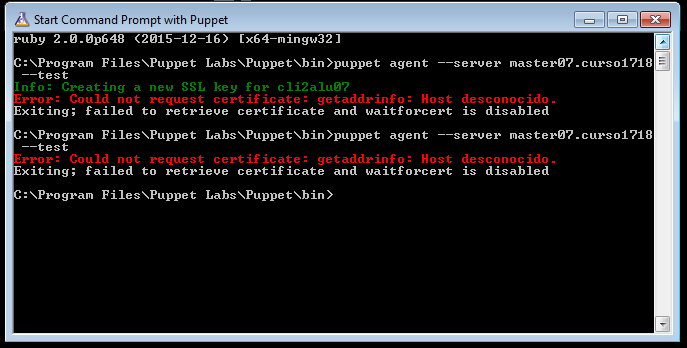 Start Command Prompt with Puppet
ruby 2.0.0p648 (2015-12-16) [x64-mingw32]
C:\Program Files\Puppet Labs\Puppet\bin>puppet agent --server master07.curso1718
--test
Info: Creating a new SSL key for cli2alu07
Error: Could not request certificate: getaddrinfo: Host desconocido.
Exiting; failed to retrieve certificate and waitforcert is disabled
C:\Program Files\Puppet Labs\Puppet\bin>puppet agent --server master07.curso1718
--test
Error: Could not request certificate: getaddrinfo: Host desconocido.
Exiting; failed to retrieve certificate and waitforcert is disabled
C:\Program Files\Puppet Labs\Puppet\bin>